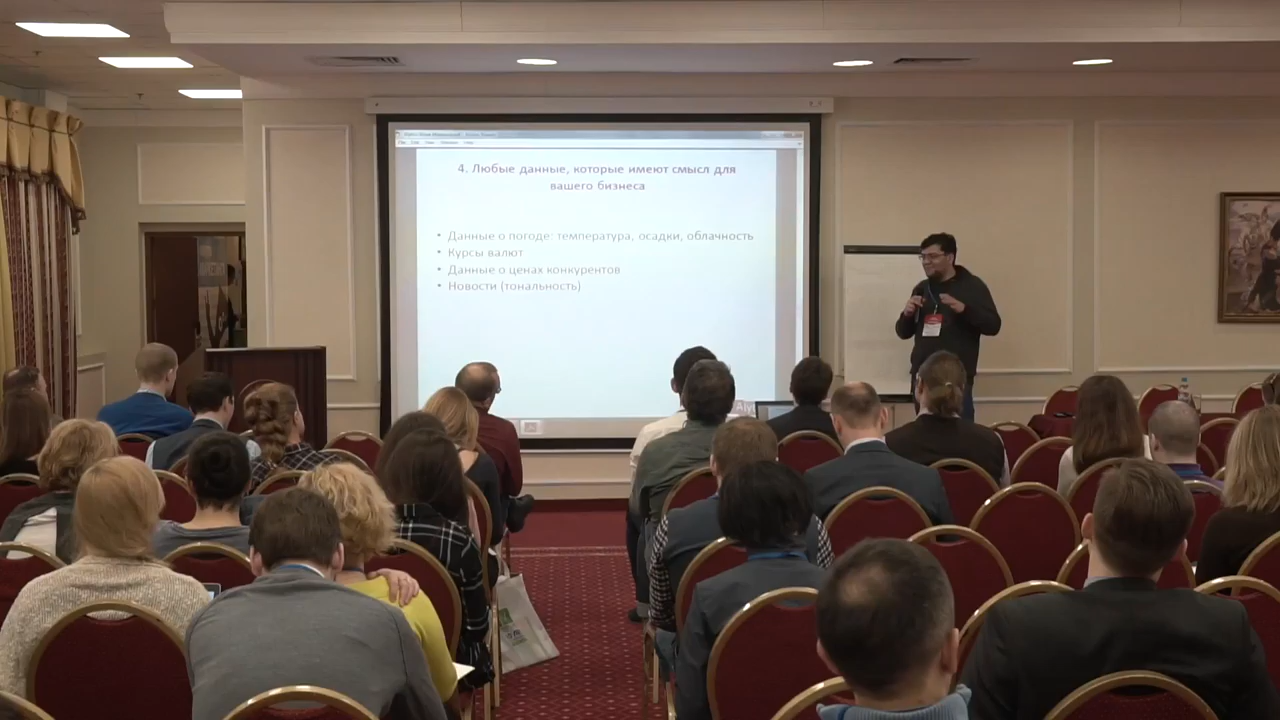 4. Любые данные, которые имеют смысл для
вашего бизнеса
• Данные о погоде: температура, осадки, облачность
• Курсы валют
• Данные о ценах конкурентов
• Новости (тональность)